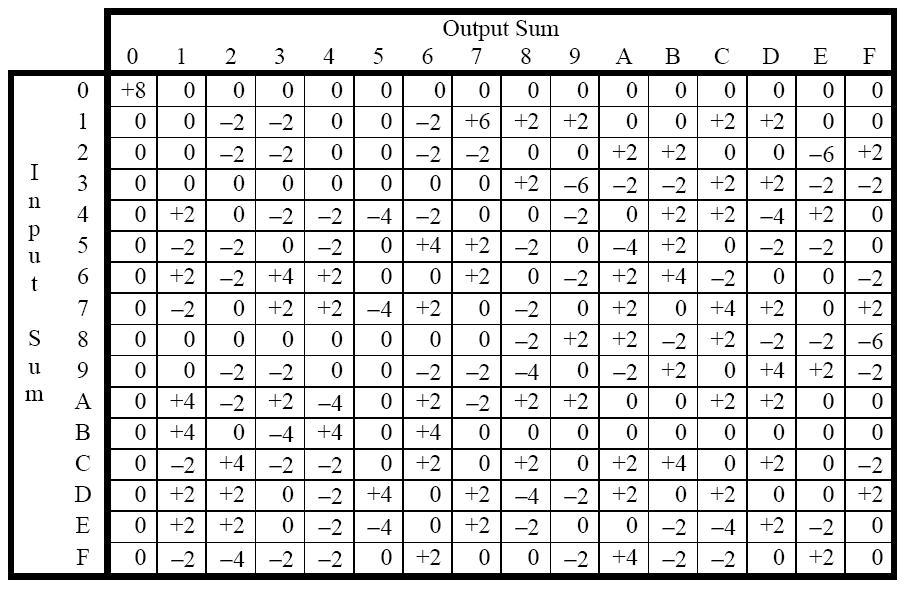 Output Sum
0 1 2 3 4 5 6 7 8 9 A B C D E F
Input Sum
0 +8 0 0 0 0 0 0 0 0 0 0 0 0 0 0 0
1 0 0 –2 –2 0 0 –2 +6 +2 +2 0 0 +2 +2 0 0
2 0 0 –2 –2 0 0 –2 –2 0 0 +2 +2 0 0 –6 +2
3 0 0 0 0 0 0 0 0 +2 –6 –2 –2 +2 +2 –2 –2
4 0 +2 0 –2 –2 –4 –2 0 0 –2 0 +2 +2 –4 +2 0
5 0 –2 –2 0 –2 0 +4 +2 –2 0 –4 +2 0 –2 –2 0
6 0 +2 –2 +4 +2 0 0 +2 0 –2 +2 +4 –2 0 0 –2
7 0 –2 0 +2 +2 –4 +2 0 –2 0 +2 0 +4 +2 0 +2
8 0 0 0 0 0 0 0 0 –2 +2 +2 –2 +2 –2 –2 –6
9 0 0 –2 –2 0 0 –2 –2 –4 0 –2 +2 0 +4 +2 –2
A 0 +4 –2 +2 –4 0 +2 –2 +2 +2 0 0 +2 +2 0 0
B 0 +4 0 –4 +4 0 +4 0 0 0 0 0 0 0 0 0
C 0 –2 +4 –2 –2 0 +2 0 +2 0 +2 +4 0 +2 0 –2
D 0 +2 +2 0 –2 +4 0 +2 –4 –2 +2 0 +2 0 0 +2
E 0 +2 +2 0 –2 –4 0 +2 –2 0 0 –2 –4 +2 –2 0
F 0 –2 –4 –2 –2 0 +2 0 0 –2 +4 –2 –2 0 +2 0